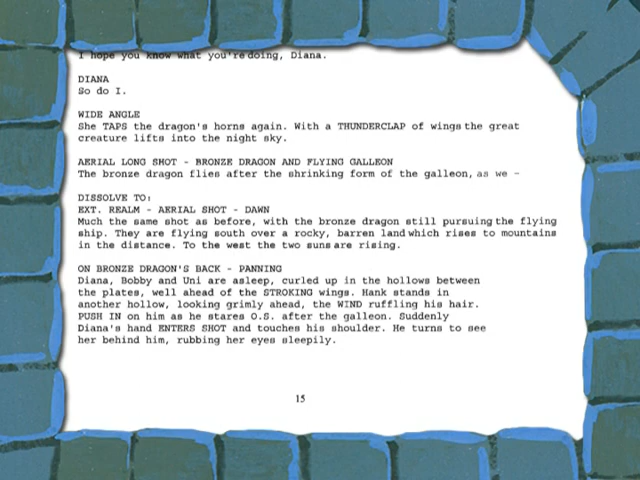 I hope you know what you're doing, Diana.
DIANA
So do I.
WIDE ANGLE
She TAPS the dragon's horns again. With a THUNDERCLAP of wings the great
creature lifts into the night sky.
AERIAL LONG SHOT - BRONZE DRAGON AND FLYING GALLEON
The bronze dragon flies after the shrinking form of the galleon, as we -
DISSOLVE TO:
EXT. REALM - AERIAL SHOT - DAWN
Much the same shot as before, with the bronze dragon still pursuing the flying
ship. They are flying south over a rocky, barren land which rises to mountains
in the distance. To the west the two suns are rising.
ON BRONZE DRAGON'S BACK - PANNING
Diana, Bobby and Uni are asleep, curled up in the hollows between
the plates, well ahead of the STROKING wings. Hank stands in
another hollow, looking grimly ahead, the WIND ruffling his hair.
PUSH IN on him as he stares O.S. after the galleon. Suddenly
Diana's hand ENTERS SHOT and touches his shoulder. He turns to see
her behind him, rubbing her eyes sleepily.
15